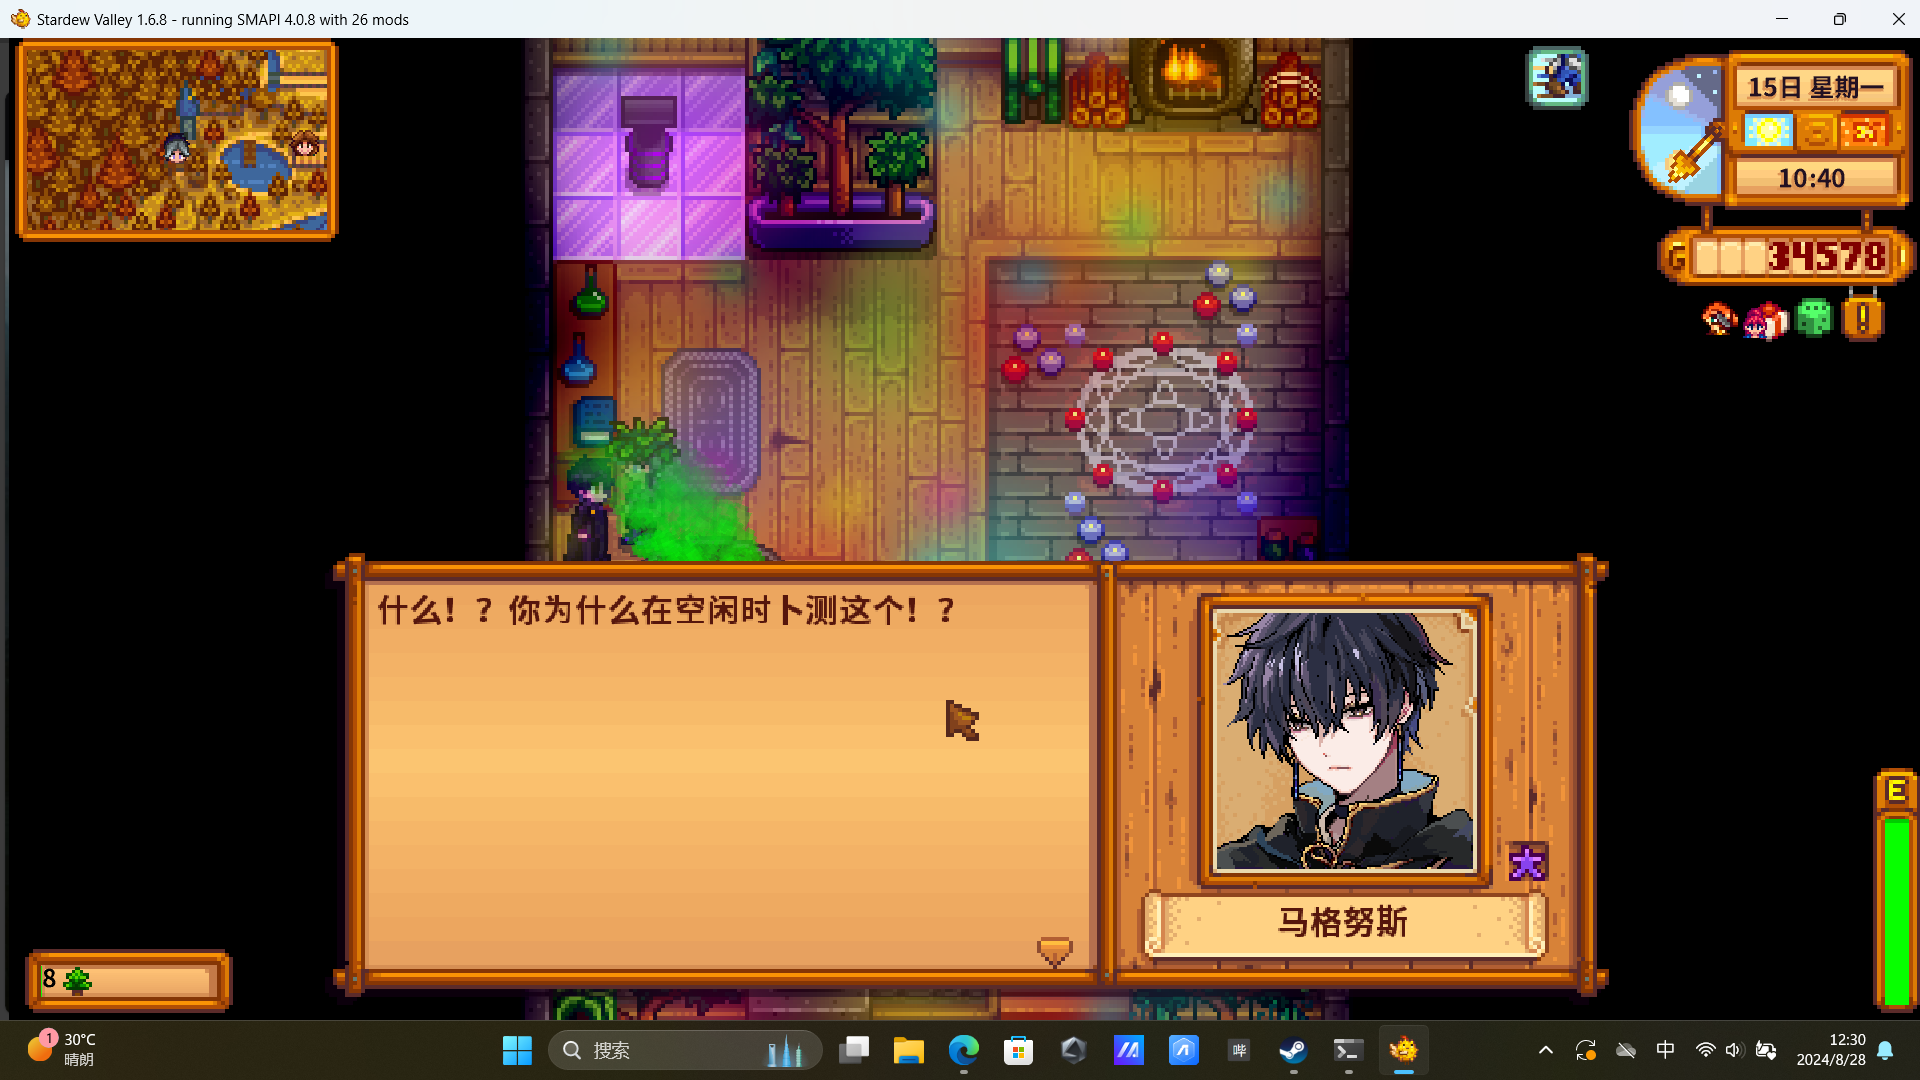 Stardew Valley 1.6.8 - running SMAPI 4.0.8 with 26 mods
15日 星期一
10:40
G 34578
!
什么！？你为什么在空闲时卜测这个！？
马格努斯
E
8
1
30°C
晴朗
搜索
哔
中
12:30
2024/8/28